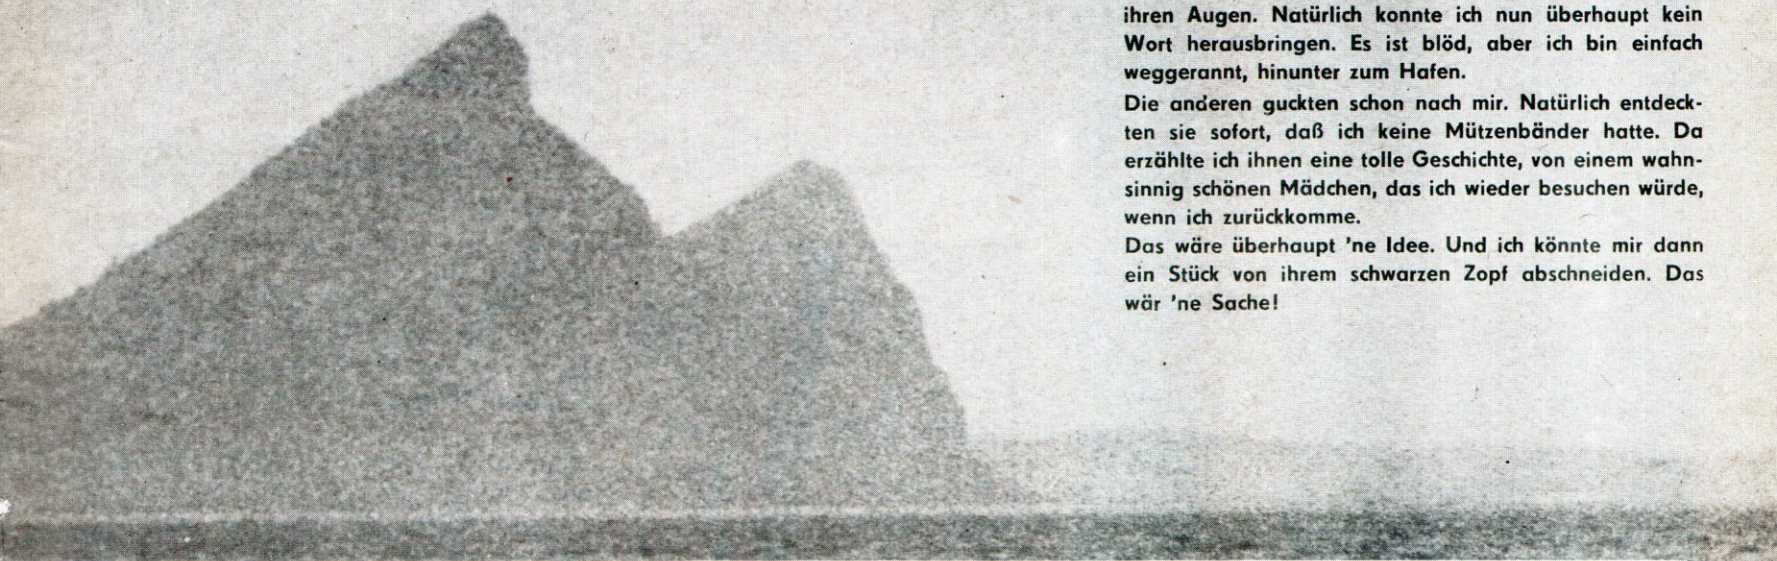 ihren Augen. Natürlich konnte ich nun überhaupt kein
Wort herausbringen. Es ist blöd, aber ich bin einfach
weggerannt, hinunter zum Hafen.
Die anderen guckten schon nach mir. Natürlich entdeck-
ten sie sofort, daß ich keine Mützenbänder hatte. Da
erzählte ich ihnen eine tolle Geschichte, von einem wahn-
sinnig schönen Mädchen, das ich wieder besuchen würde,
wenn ich zurückkomme.
Das wäre überhaupt 'ne Idee. Und ich könnte mir dann
ein Stück von ihrem schwarzen Zopf abschneiden. Das
wär 'ne Sache!